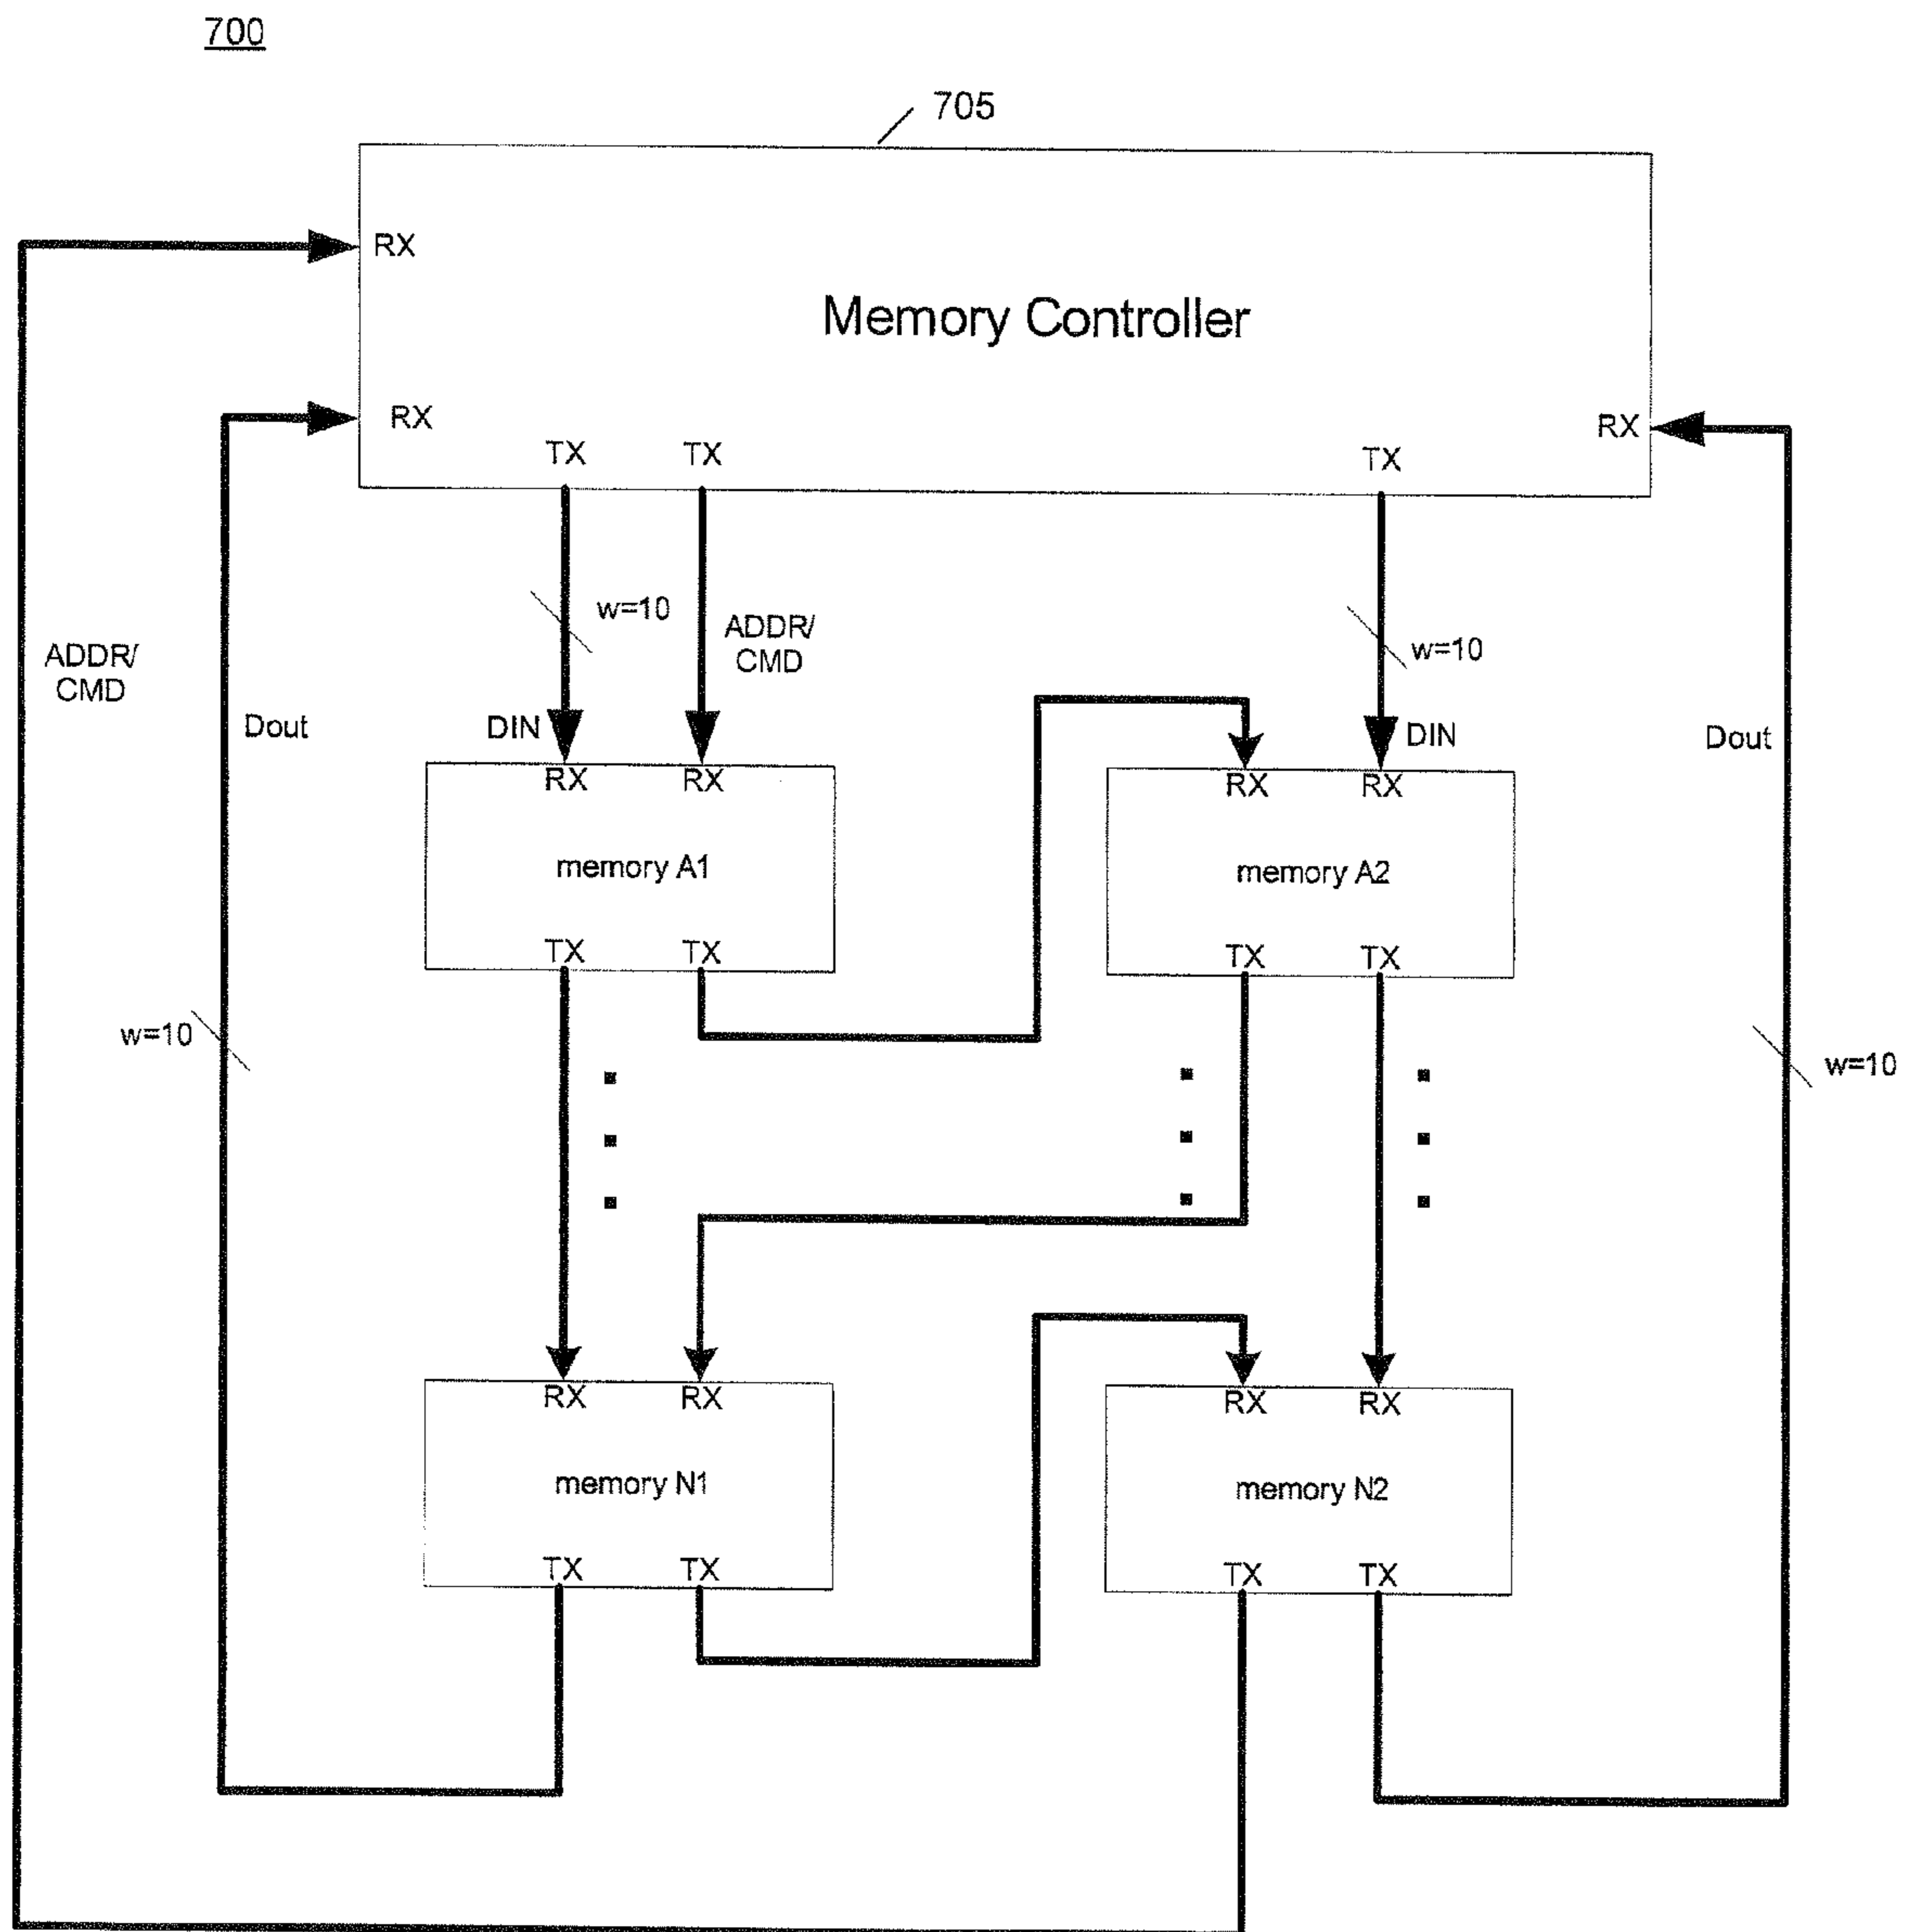 700
705
RX
Memory Controller
RX
RX
TX
TX
TX
w=10
ADDR/
CMD
w=10
ADDR/
CMD
Dout
DIN
DIN
Dout
RX
RX
RX
RX
memory A1
memory A2
TX
TX
TX
TX
w=10
w=10
RX
RX
RX
RX
memory N1
memory N2
TX
TX
TX
TX